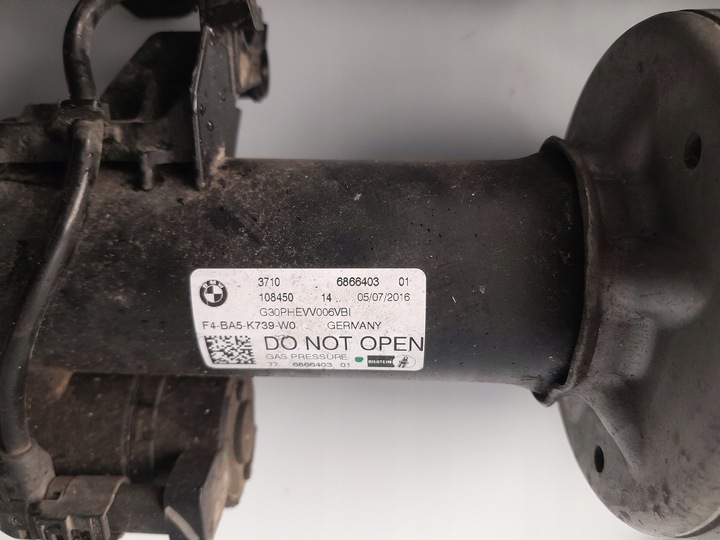 BMW
3710 6866403 01
108450 14 05/07/2016
G30PHEVV006VBI
F4-BA5-K739-W0 GERMANY
DO NOT OPEN
GAS PRESSURE
77 6866403 01 BILSTEIN